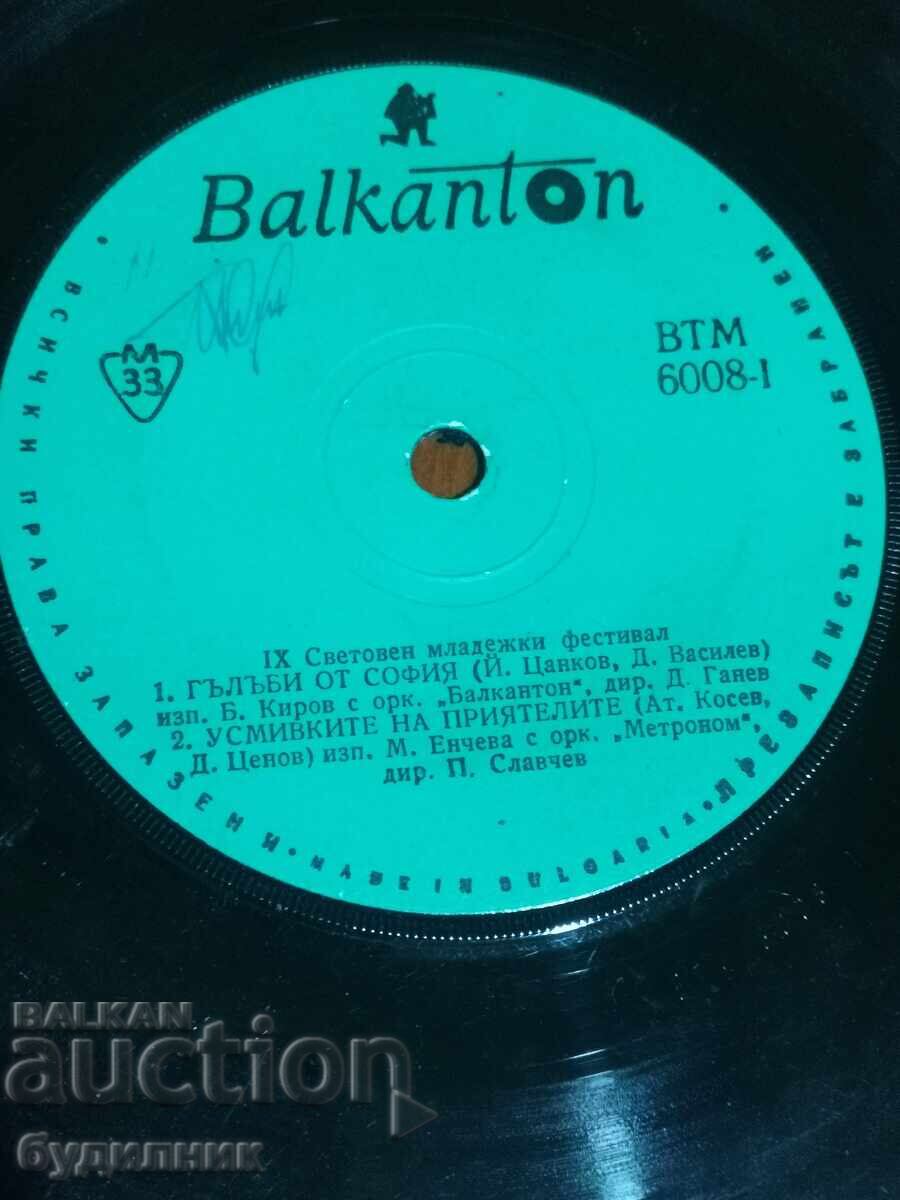 Balkanton
М
33
ВТМ
6008-I
IX Световен младежки фестивал
1. ГЪЛЪБИ ОТ СОФИЯ (Й. Цанков, Д. Василев)
изп. Б. Киров с орк. „Балкантон“, дир. Д. Ганев
2. УСМИВКИТЕ НА ПРИЯТЕЛИТЕ (Ат. Косев,
Д. Ценов) изп. М. Енчева с орк. „Метроном“,
дир. П. Славчев
• ВСИЧКИ ПРАВА ЗАПАЗЕНИ • MADE IN BULGARIA • ПРЕЗАПИСЪТ Е ЗАБРАНЕН •
BALKAN
auction
будилник